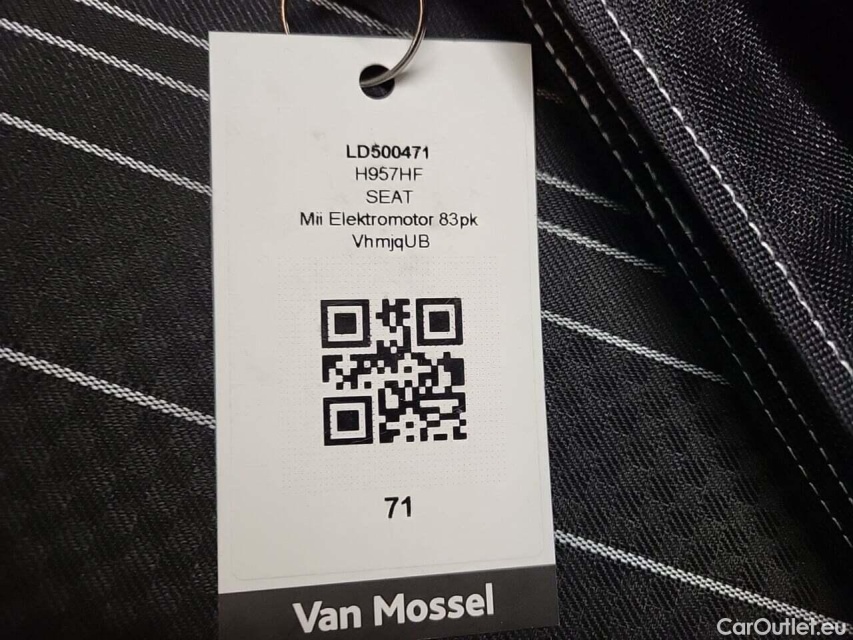 LD500471
H957HF
SEAT
Mii Elektromotor 83pk
VhmjqUB
71
Van Mossel
CarOutlet.eu